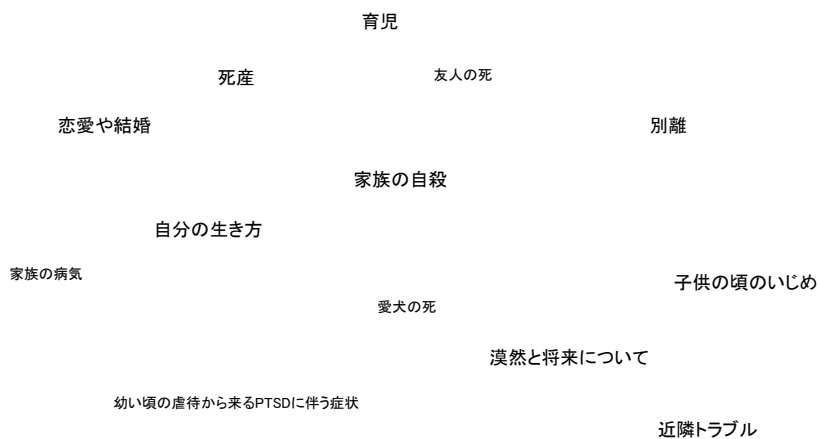 育児
死産
友人の死
恋愛や結婚
別離
家族の自殺
自分の生き方
家族の病気
子供の頃のいじめ
愛犬の死
漠然と将来について
幼い頃の虐待から来るPTSDに伴う症状
近隣トラブル